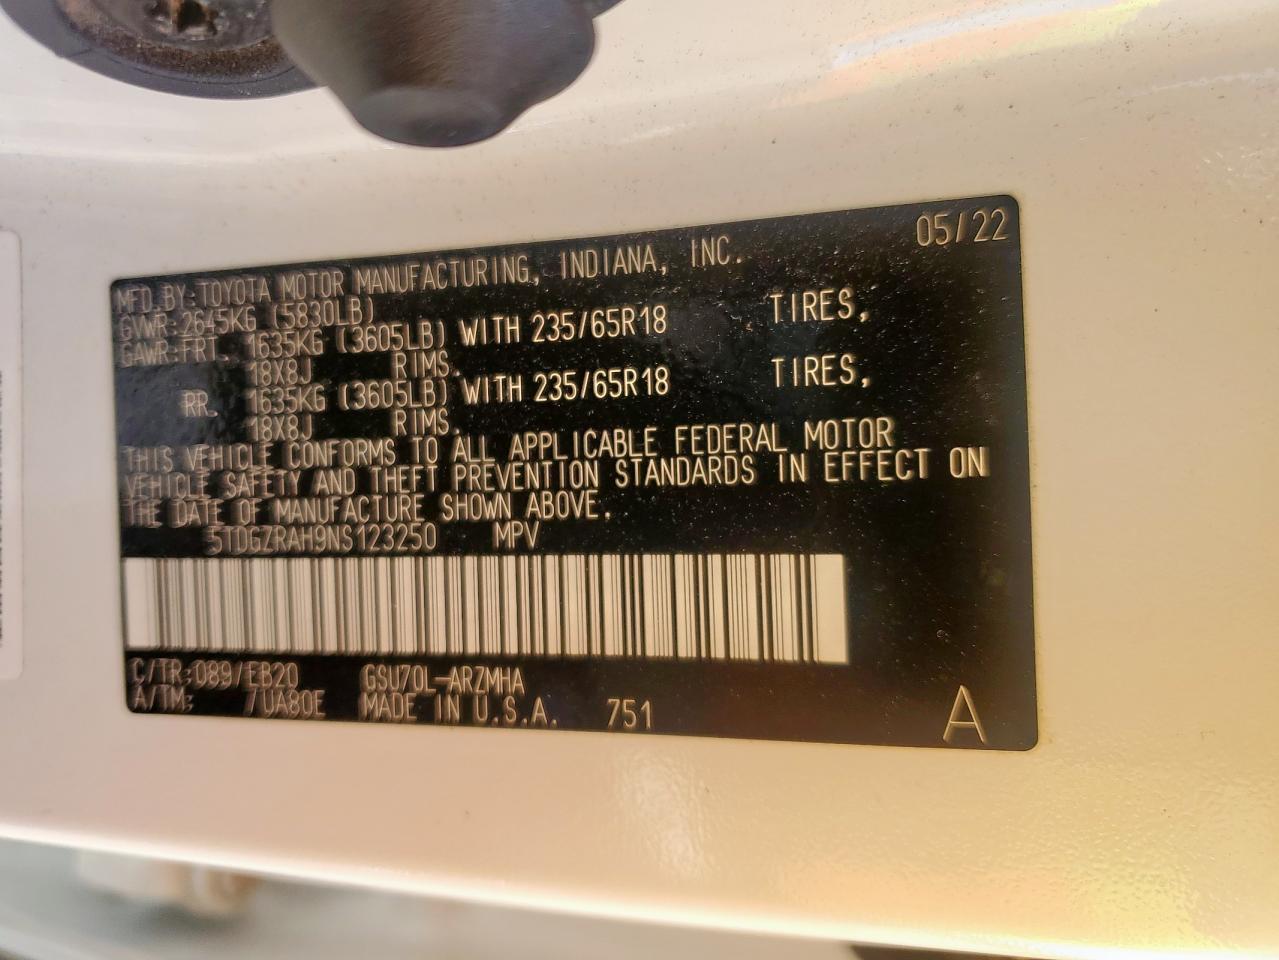 MFD.BY:TOYOTA MOTOR MANUFACTURING, INDIANA, INC. 05/22
GVWR:2645KG (5830LB)
GAWR:FRT. 1635KG (3605LB) WITH 235/65R18 TIRES,
18X8J RIMS.
RR. 1635KG (3605LB) WITH 235/65R18 TIRES,
18X8J RIMS.
THIS VEHICLE CONFORMS TO ALL APPLICABLE FEDERAL MOTOR
VEHICLE SAFETY AND THEFT PREVENTION STANDARDS IN EFFECT ON
THE DATE OF MANUFACTURE SHOWN ABOVE.
5TDGZRAH9NS123250 MPV
C/TR:089/EB20 GSU70L-ARZMHA
A/TM: /UA80E MADE IN U.S.A. 751 A